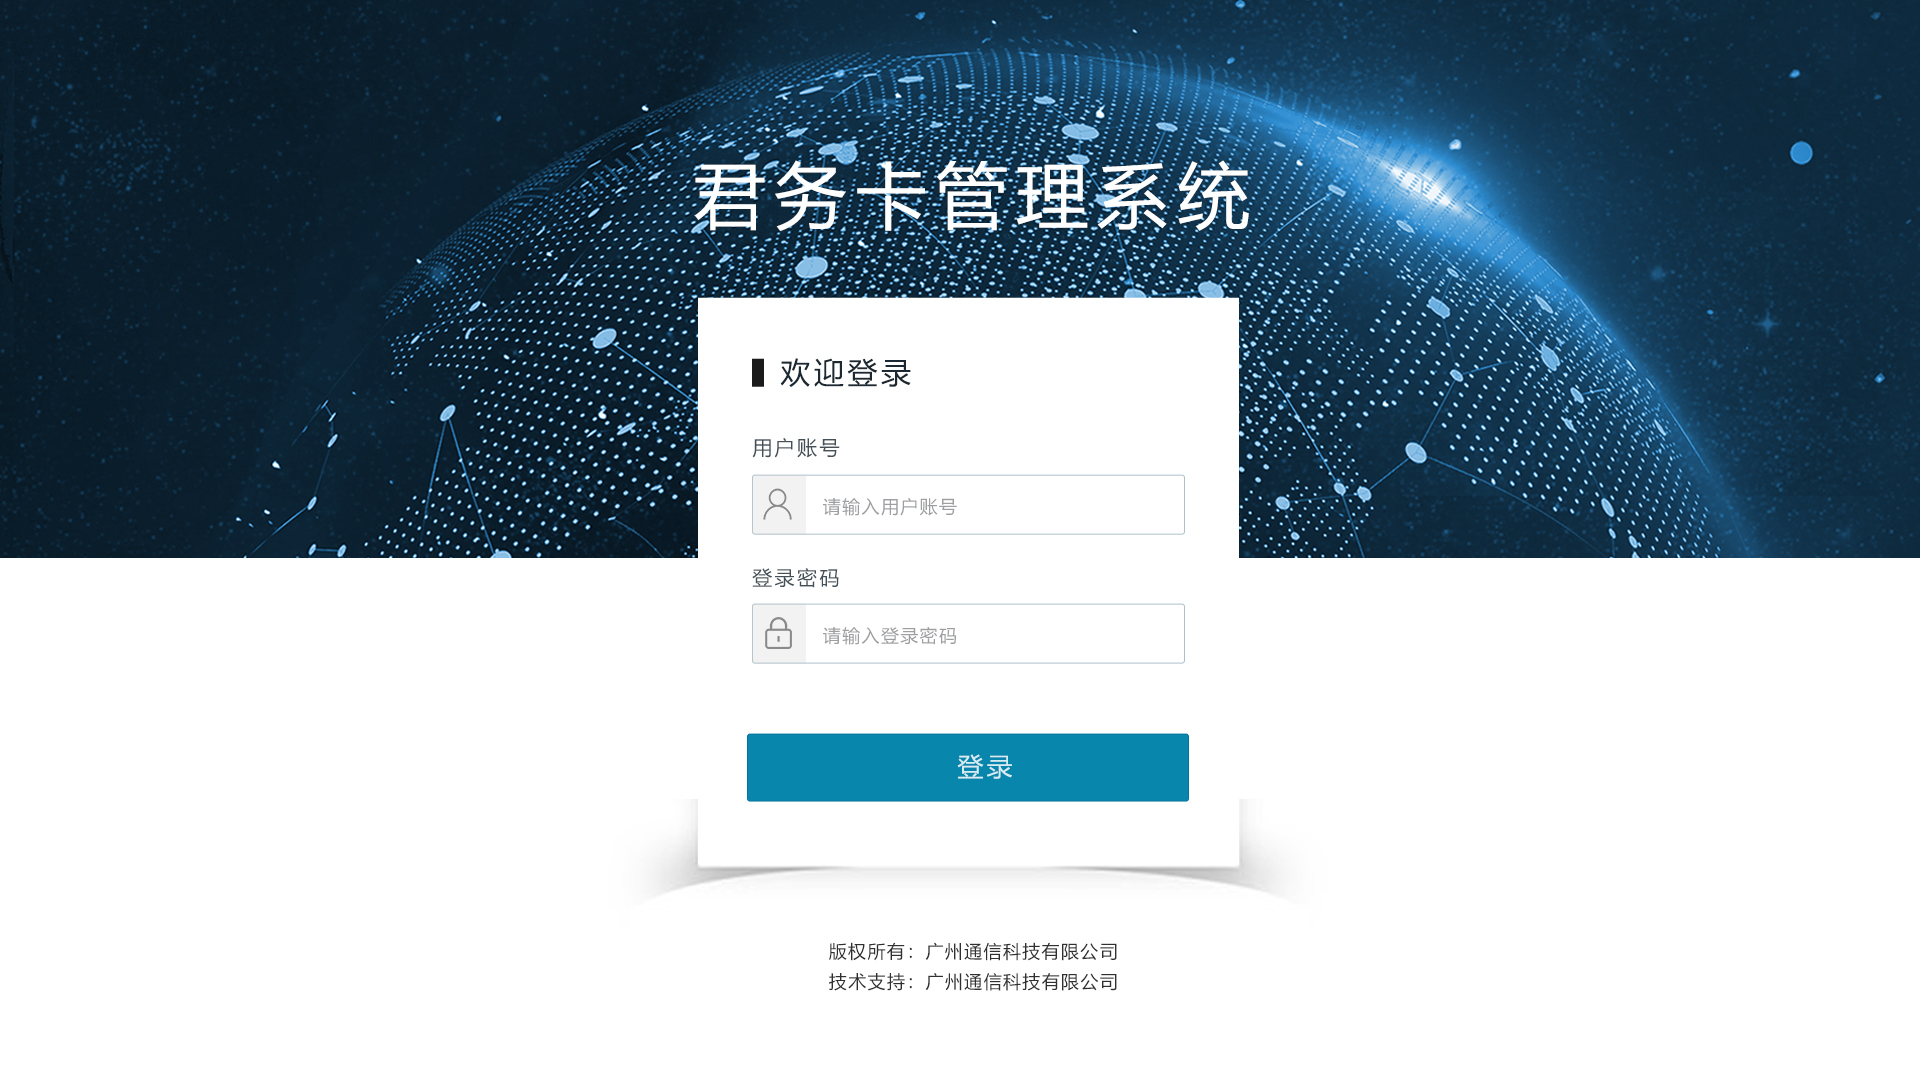 君务卡管理系统
欢迎登录
用户账号
请输入用户账号
登录密码
请输入登录密码
登录
版权所有：广州通信科技有限公司
技术支持：广州通信科技有限公司